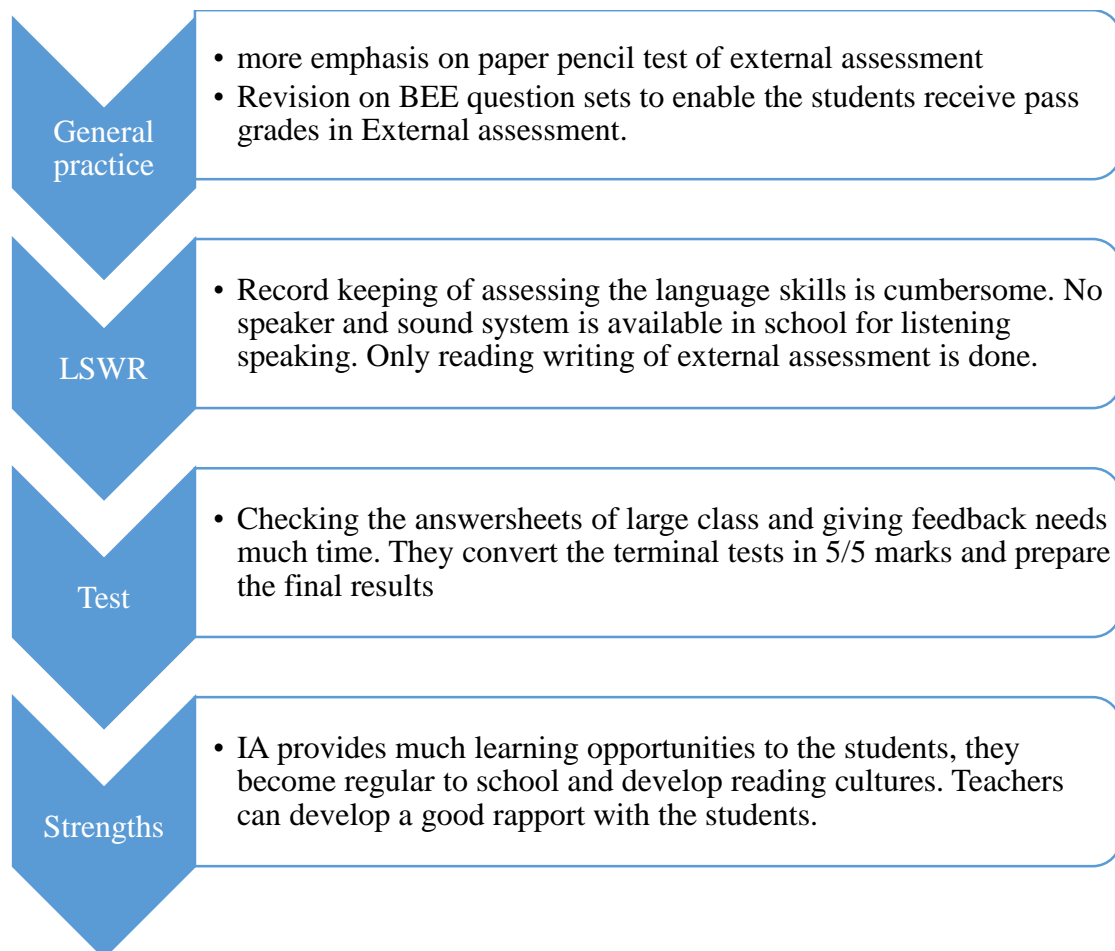 General
practice
• more emphasis on paper pencil test of external assessment
• Revision on BEE question sets to enable the students receive pass
grades in External assessment.
LSWR
• Record keeping of assessing the language skills is cumbersome. No
speaker and sound system is available in school for listening
speaking. Only reading writing of external assessment is done.
Test
• Checking the answersheets of large class and giving feedback needs
much time. They convert the terminal tests in 5/5 marks and prepare
the final results
Strengths
• IA provides much learning opportunities to the students, they
become regular to school and develop reading cultures. Teachers
can develop a good rapport with the students.